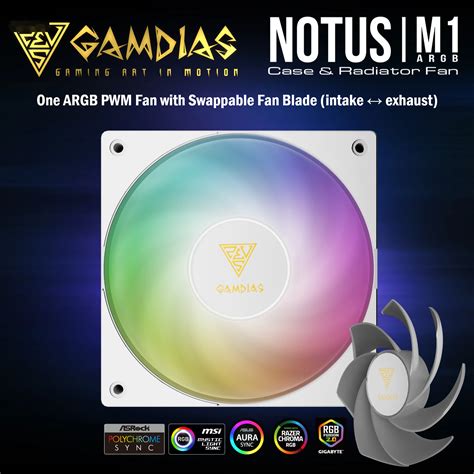 GAMDIAS
GAMING ART IN MOTION
NOTUS | M1
ARGB
Case & Radiator Fan
One ARGB PWM Fan with Swappable Fan Blade (intake ↔ exhaust)
GAMDIAS
ASRock
POLYCHROME
SYNC
RGB
msi
MYSTIC
LIGHT
SYNC
ASUS
AURA
SYNC
RAZER
CHROMA
RGB
RGB
FUSION
2.0
GIGABYTE